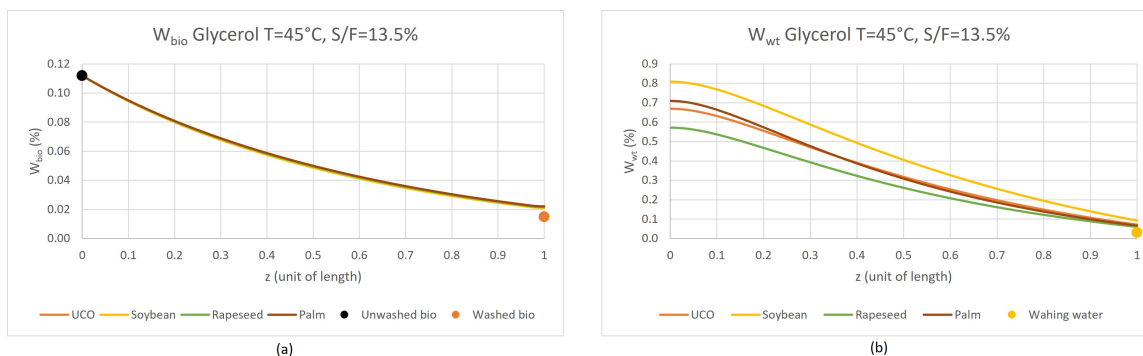 W_bio Glycerol T=45°C, S/F=13.5%
0.12
0.10
0.08
0.06
0.04
0.02
0.00
W_bio (%)
0 0.1 0.2 0.3 0.4 0.5 0.6 0.7 0.8 0.9 1
z (unit of length)
UCO Soybean Rapeseed Palm Unwashed bio Washed bio
(a)
W_wt Glycerol T=45°C, S/F=13.5%
0.9
0.8
0.7
0.6
0.5
0.4
0.3
0.2
0.1
0
W_wt (%)
0 0.1 0.2 0.3 0.4 0.5 0.6 0.7 0.8 0.9 1
z (unit of length)
UCO Soybean Rapeseed Palm Wahing water
(b)